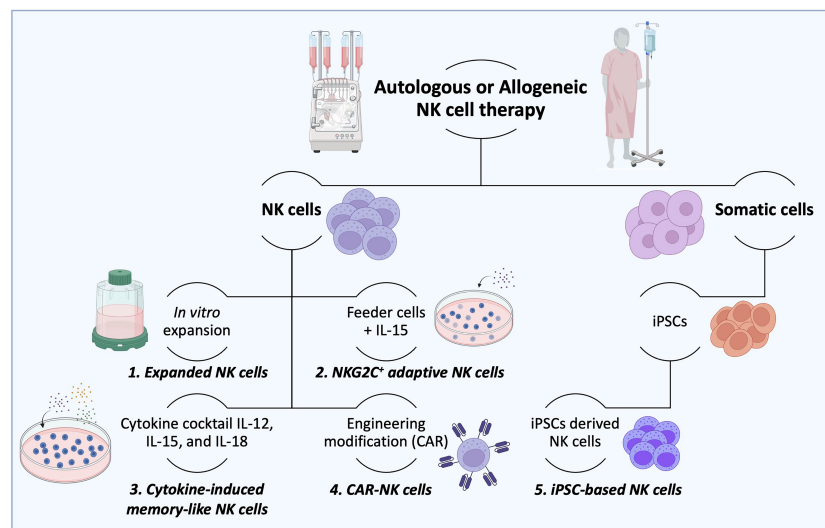 Autologous or Allogeneic
NK cell therapy
NK cells
Somatic cells
In vitro
expansion
Feeder cells
+ IL-15
iPSCs
1. Expanded NK cells
2. NKG2C⁺ adaptive NK cells
Cytokine cocktail IL-12,
IL-15, and IL-18
Engineering
modification (CAR)
iPSCs derived
NK cells
3. Cytokine-induced
memory-like NK cells
4. CAR-NK cells
5. iPSC-based NK cells